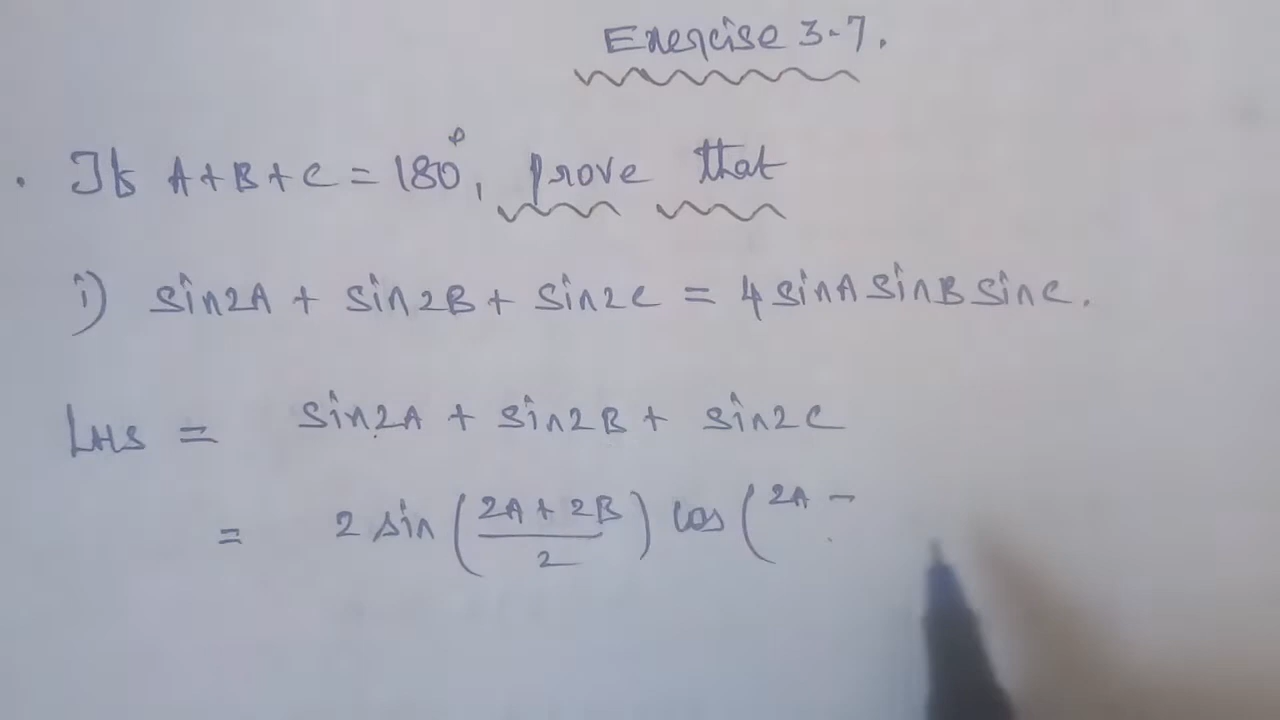 Exercise 3.7.
. If A+B+C = 180°, prove that
i) sin2A + sin2B + sin2C = 4 sinA sinB sinC.
LHS = sin2A + sin2B + sin2C
= 2 sin (2A + 2B / 2) cos (2A -